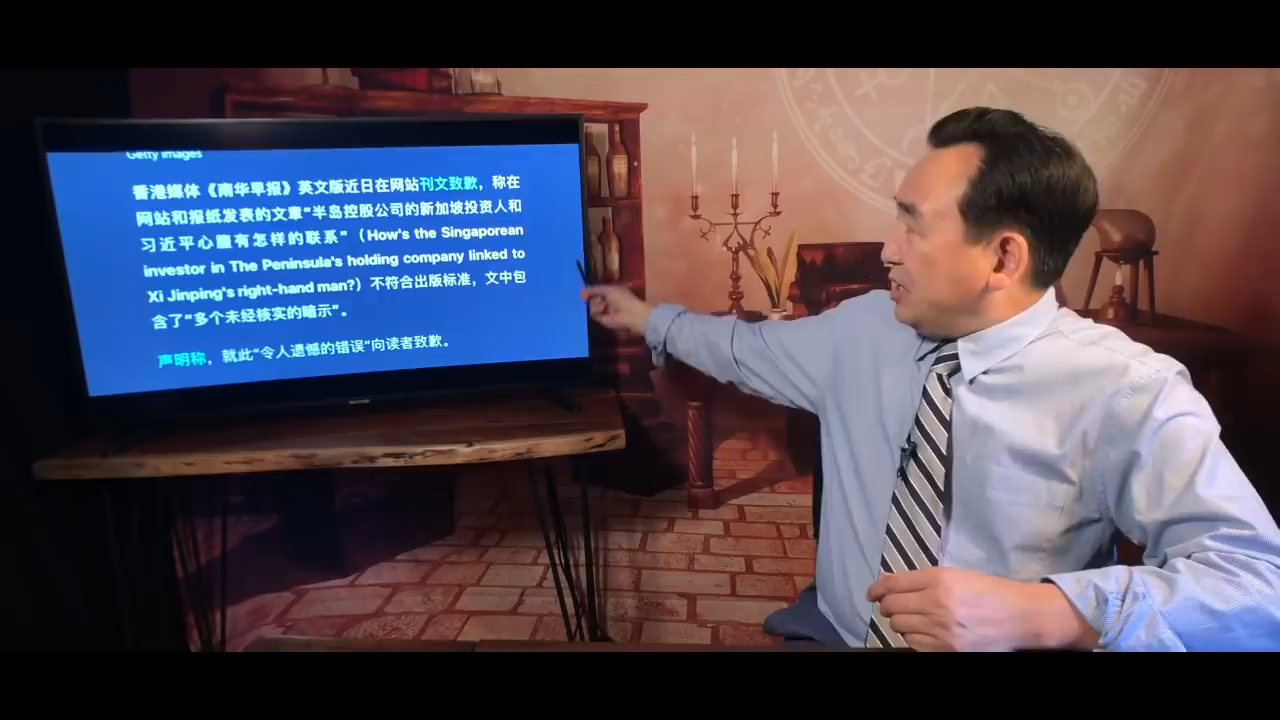 Getty Images
香港媒体《南华早报》英文版近日在网站刊文致歉，称在
网站和报纸发表的文章"半岛控股公司的新加坡投资人和
习近平心腹有怎样的联系"（How's the Singaporean
investor in The Peninsula's holding company linked to
Xi Jinping's right-hand man?）不符合出版标准，文中包
含了"多个未经核实的暗示"。
声明称，就此"令人遗憾的错误"向读者致歉。